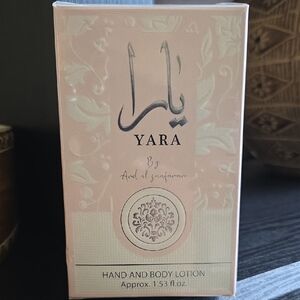 يارا
YARA
By
Ard al zaafaran
HAND AND BODY LOTION
Approx. 1.53 fl.oz.